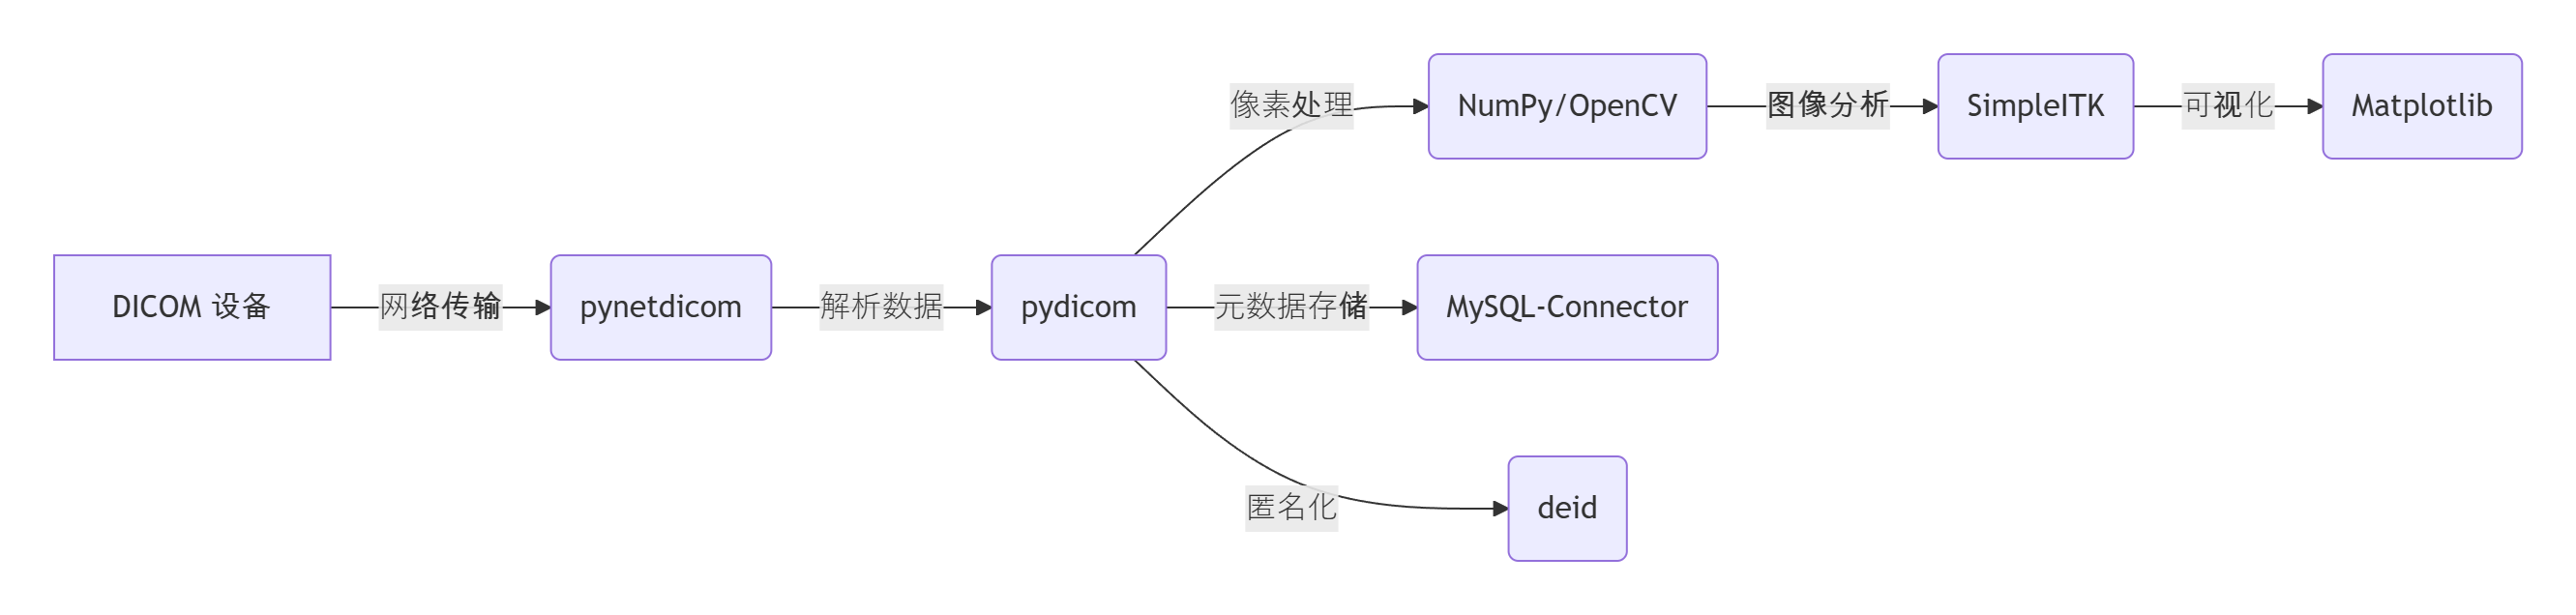 像素处理
NumPy/OpenCV
图像分析
SimpleITK
可视化
Matplotlib
DICOM 设备
网络传输
pynetdicom
解析数据
pydicom
元数据存储
MySQL-Connector
匿名化
deid